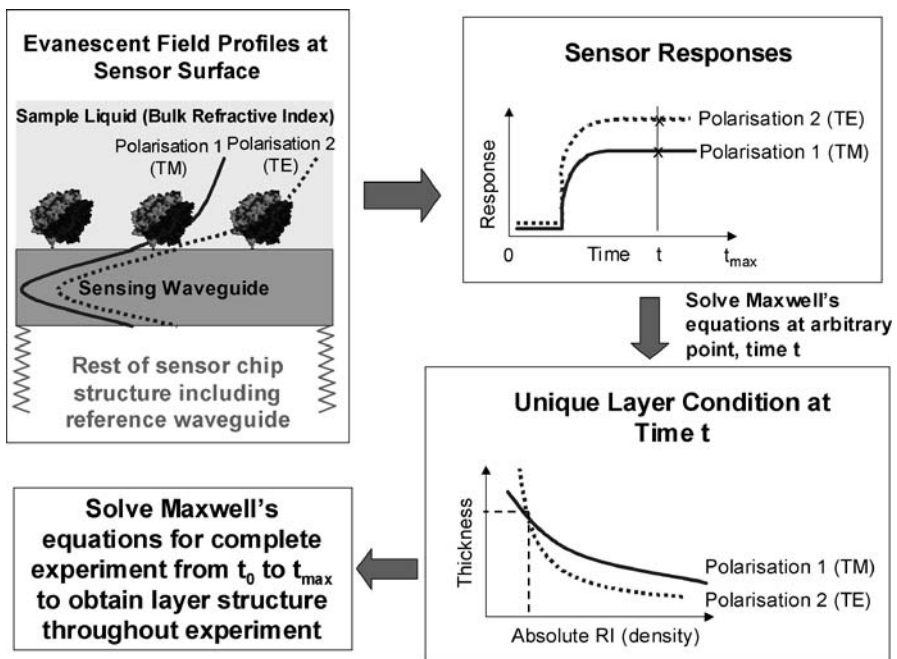 Evanescent Field Profiles at
Sensor Surface
Sample Liquid (Bulk Refractive Index)
Polarisation 1
(TM)
Polarisation 2
(TE)
Sensing Waveguide
Rest of sensor chip
structure including
reference waveguide
Sensor Responses
Polarisation 2 (TE)
Polarisation 1 (TM)
Response
0
Time
t
tmax
Solve Maxwell's
equations at arbitrary
point, time t
Unique Layer Condition at
Time t
Thickness
Polarisation 1 (TM)
Polarisation 2 (TE)
Absolute RI (density)
Solve Maxwell's
equations for complete
experiment from t0 to tmax
to obtain layer structure
throughout experiment